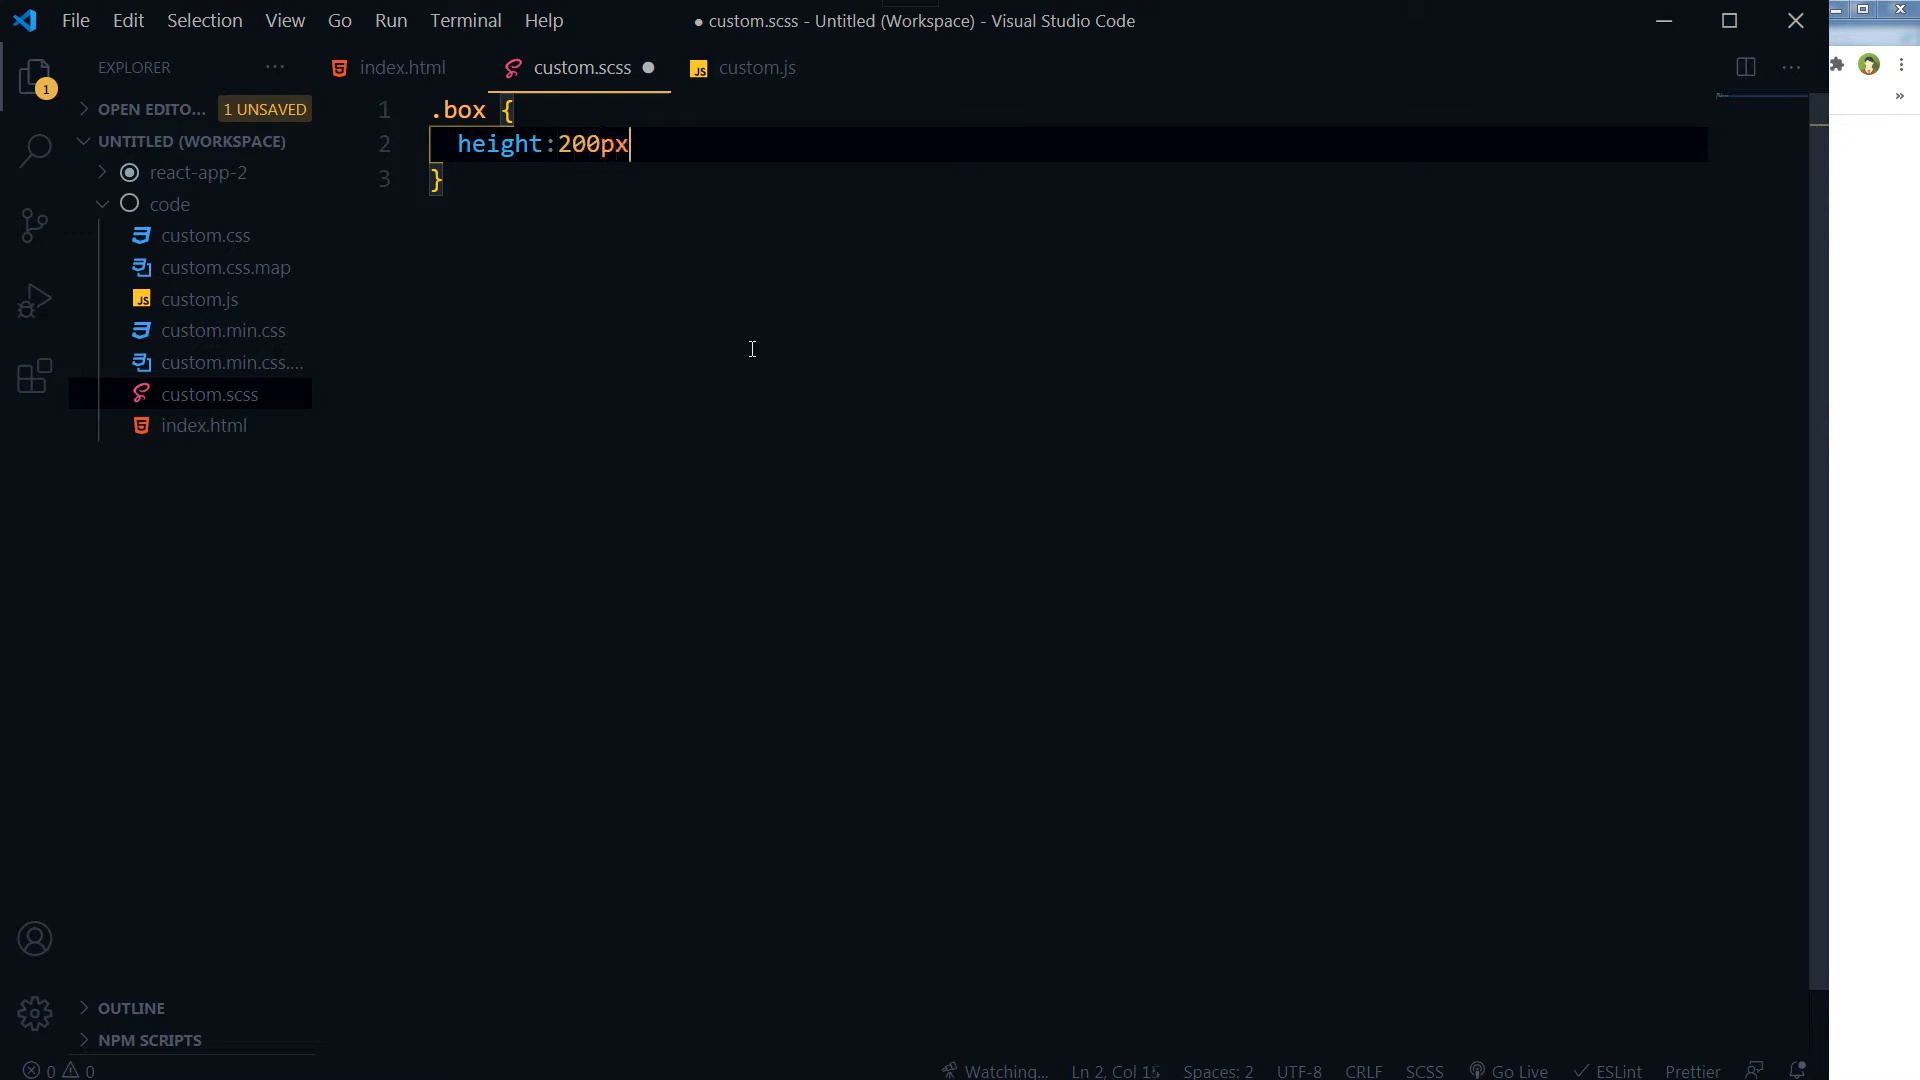 File Edit Selection View Go Run Terminal Help
● custom.scss - Untitled (Workspace) - Visual Studio Code
EXPLORER ···
index.html
custom.scss ●
JS custom.js
1
OPEN EDITO... 1 UNSAVED
UNTITLED (WORKSPACE)
react-app-2
code
custom.css
custom.css.map
JS custom.js
custom.min.css
custom.min.css....
custom.scss
index.html
1 .box {
2 height:200px
3 }
OUTLINE
NPM SCRIPTS
0 0
Watching... Ln 2, Col 15 Spaces: 2 UTF-8 CRLF SCSS Go Live ESLint Prettier